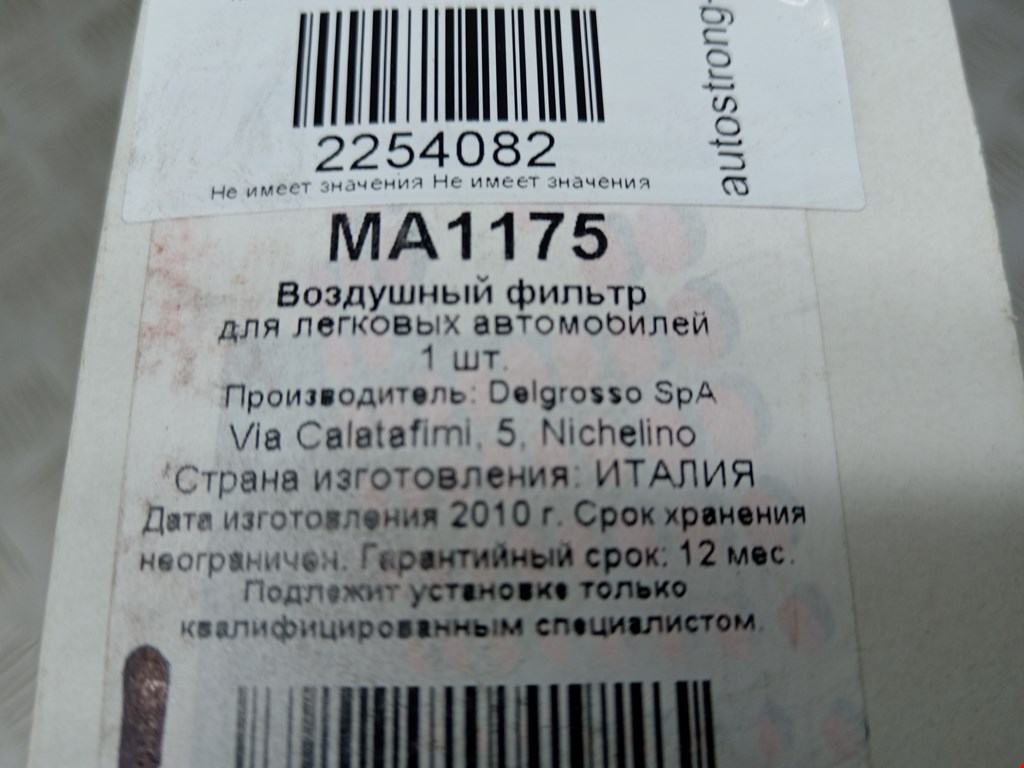 2254082
Не имеет значения Не имеет значения
autostrong-
MA1175
Воздушный фильтр
для легковых автомобилей
1 шт.
Производитель: Delgrosso SpA
Via Calatafimi, 5, Nichelino
Страна изготовления: ИТАЛИЯ
Дата изготовления 2010 г. Срок хранения
неограничен. Гарантийный срок: 12 мес.
Подлежит установке только
квалифицированным специалистом.